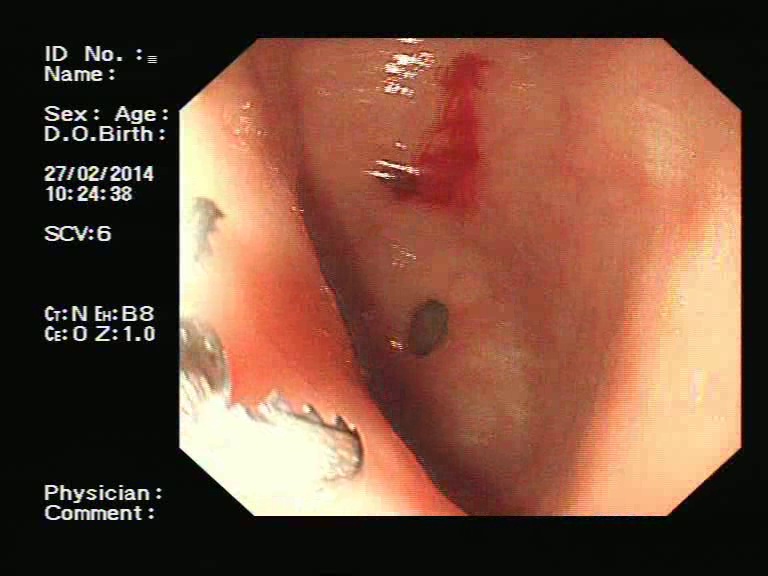 ID No. :
Name:
Sex: Age:
D.O.Birth:
27/02/2014
10:24:38
SCV:6
CT:N EH:B8
CE:0 Z:1.0
Physician:
Comment: